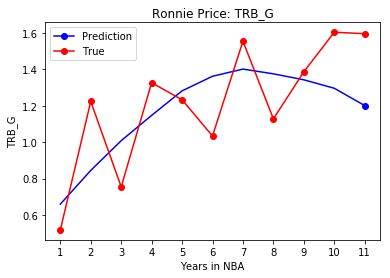 Ronnie Price: TRB_G
Prediction
True
1.6
1.4
1.2
1.0
0.8
0.6
TRB_G
1 2 3 4 5 6 7 8 9 10 11
Years in NBA